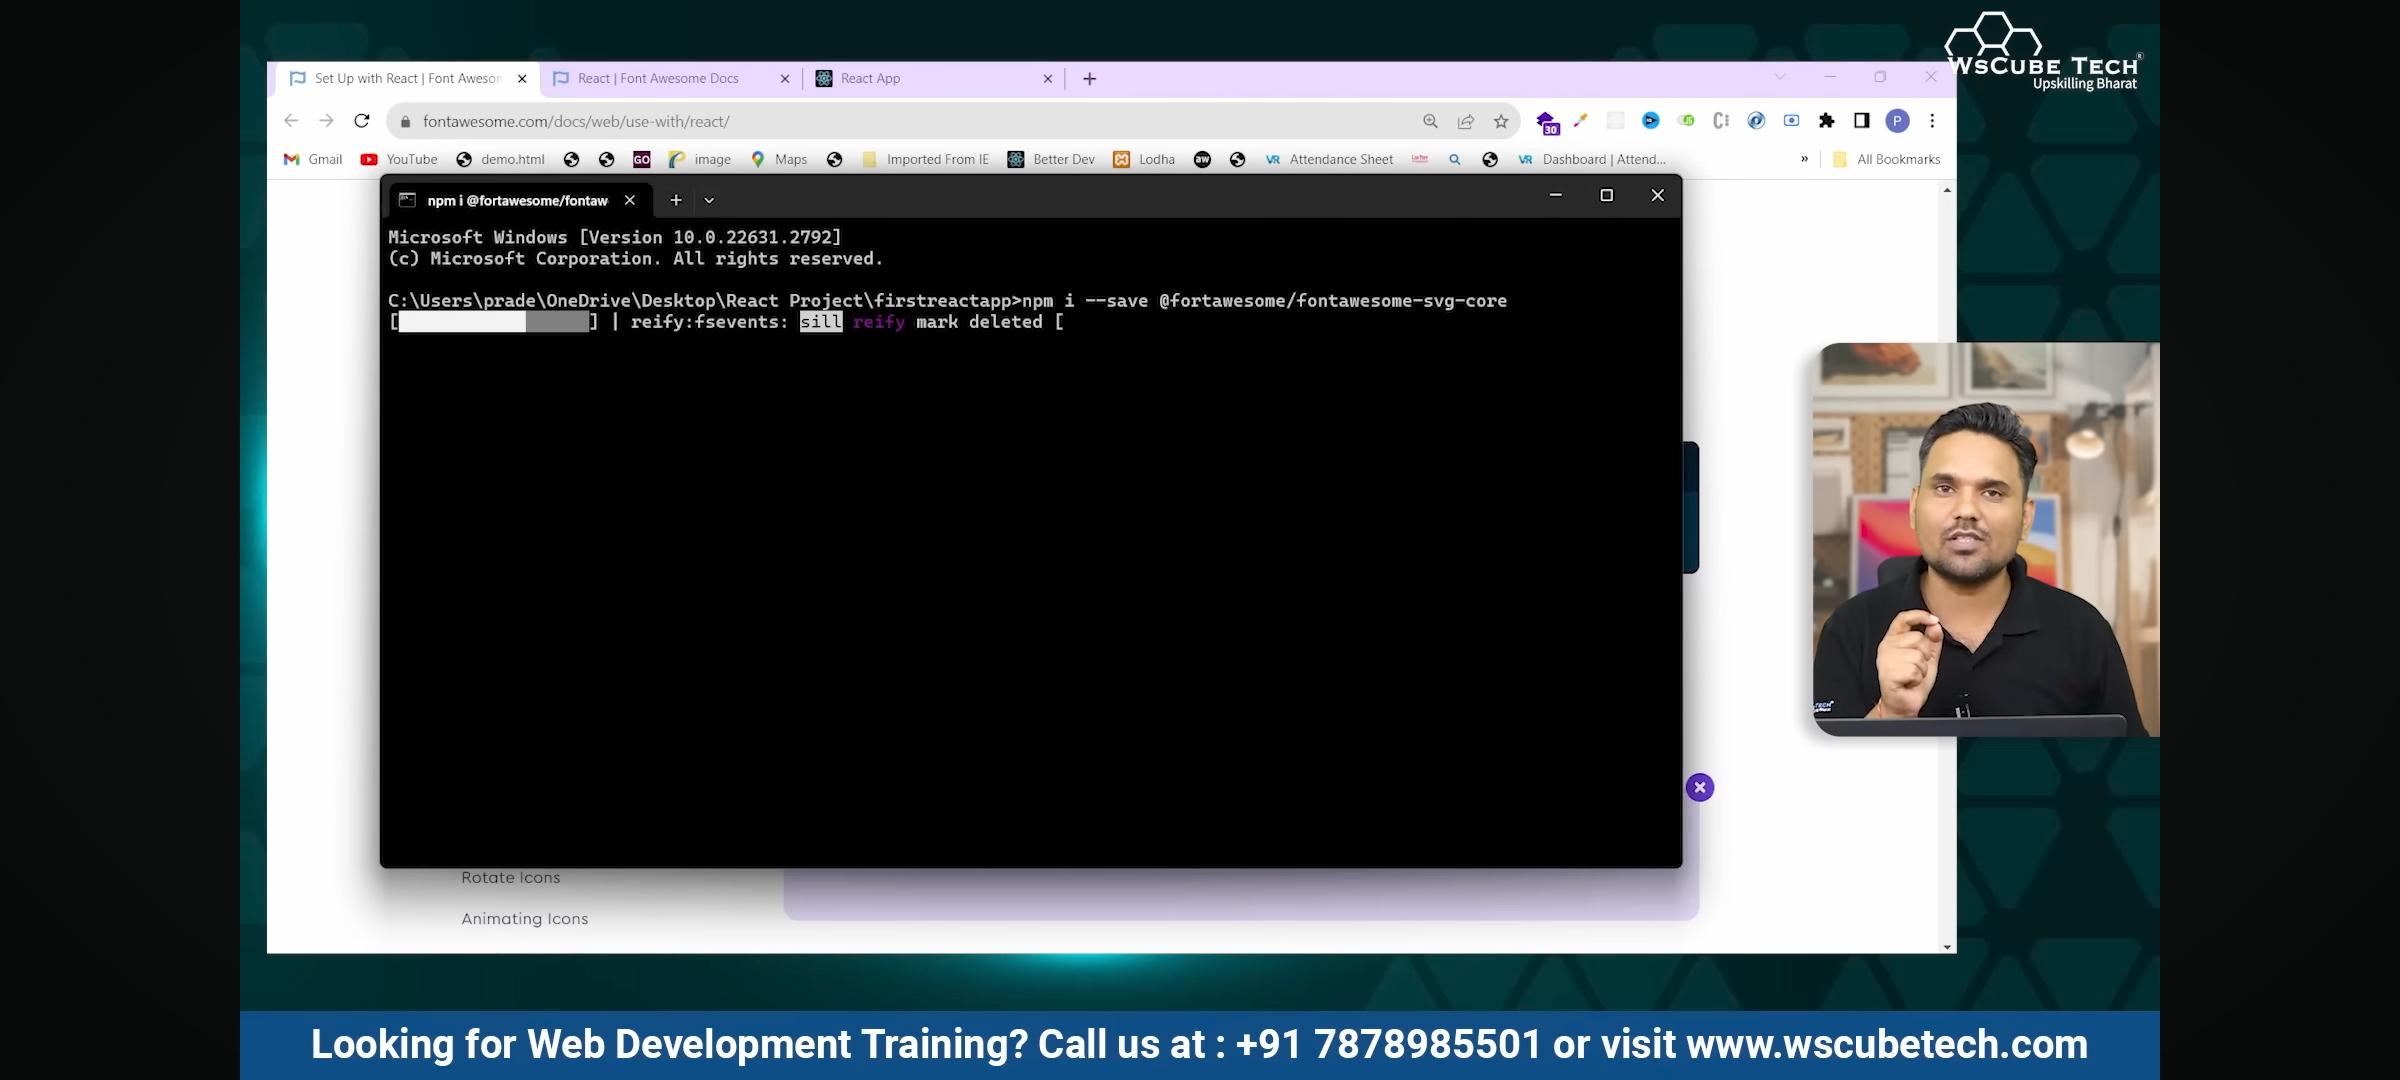 WsCube Tech
Upskilling Bharat
Set Up with React | Font Aweson
React | Font Awesome Docs
React App
fontawesome.com/docs/web/use-with/react/
30
P
Gmail
YouTube
demo.html
GO
image
Maps
Imported From IE
Better Dev
Lodha
aw
VR
Attendance Sheet
VR
Dashboard | Attend...
»
All Bookmarks
npm i @fortawesome/fontaw
Microsoft Windows [Version 10.0.22631.2792]
(c) Microsoft Corporation. All rights reserved.
C:\Users\prade\OneDrive\Desktop\React Project\firstreactapp>npm i --save @fortawesome/fontawesome-svg-core
[ ] | reify:fsevents: sill reify mark deleted [
Rotate Icons
Animating Icons
Looking for Web Development Training? Call us at : +91 7878985501 or visit www.wscubetech.com